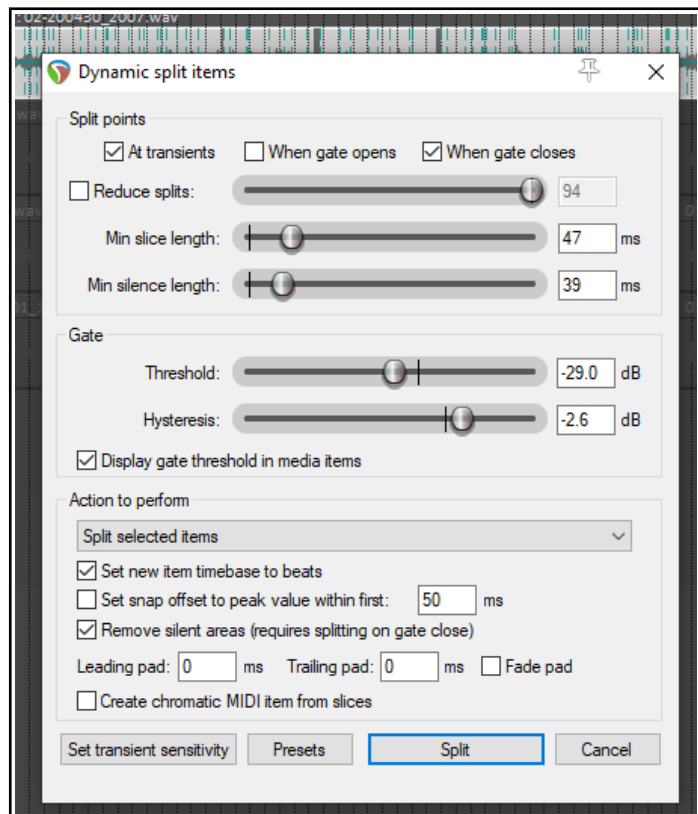 : 02-200430_2007.wav
Dynamic split items
Split points
At transients When gate opens When gate closes
Reduce splits: 94
Min slice length: 47 ms
Min silence length: 39 ms
Gate
Threshold: -29.0 dB
Hysteresis: -2.6 dB
Display gate threshold in media items
Action to perform
Split selected items
Set new item timebase to beats
Set snap offset to peak value within first: 50 ms
Remove silent areas (requires splitting on gate close)
Leading pad: 0 ms Trailing pad: 0 ms Fade pad
Create chromatic MIDI item from slices
Set transient sensitivity Presets Split Cancel